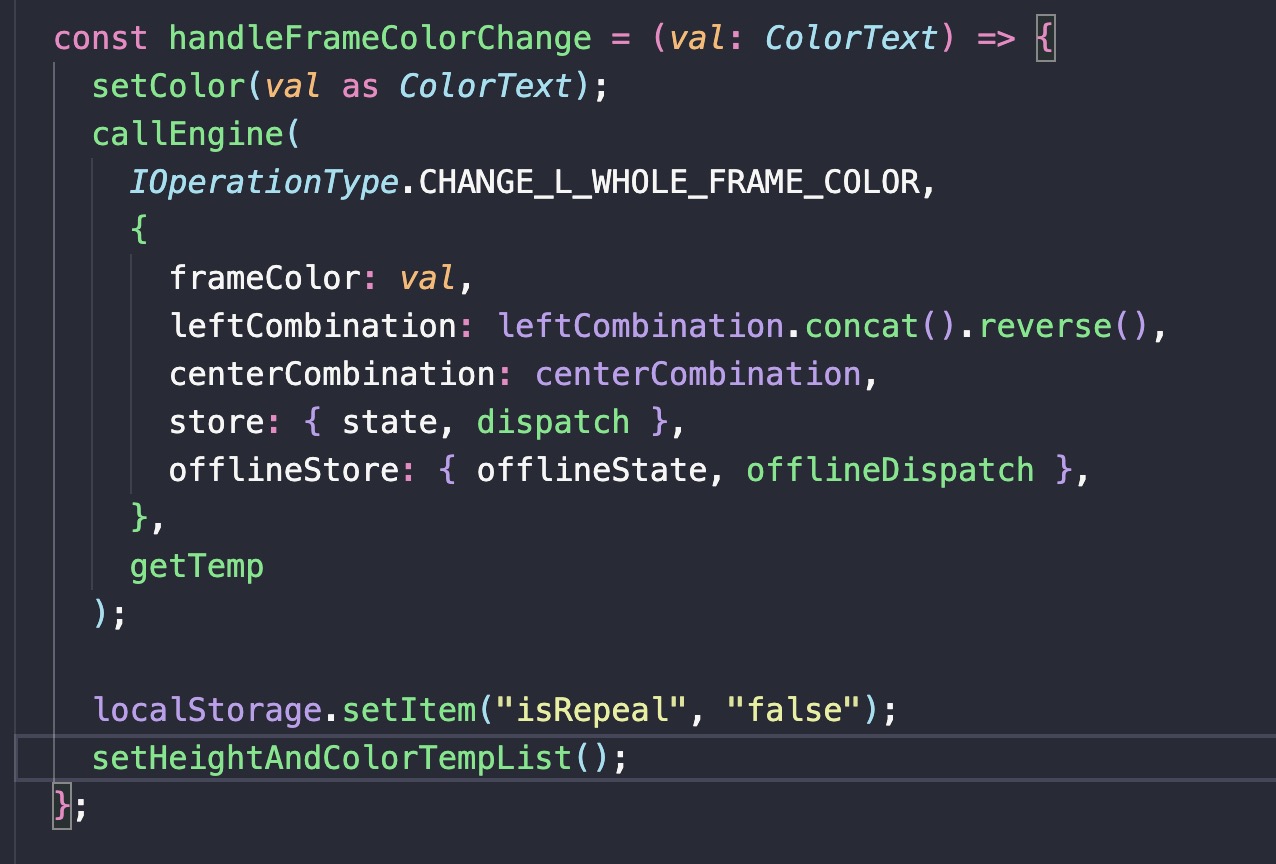 const handleFrameColorChange = (val: ColorText) => {
setColor(val as ColorText);
callEngine(
IOperationType.CHANGE_L_WHOLE_FRAME_COLOR,
{
frameColor: val,
leftCombination: leftCombination.concat().reverse(),
centerCombination: centerCombination,
store: { state, dispatch },
offlineStore: { offlineState, offlineDispatch },
},
getTemp
);
localStorage.setItem("isRepeal", "false");
setHeightAndColorTempList();
};